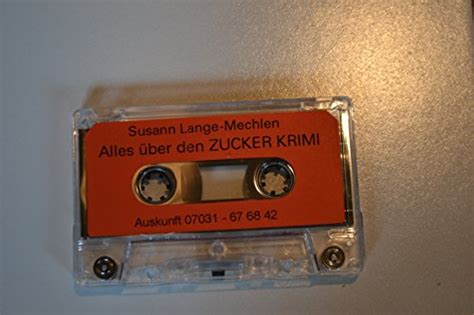 Susann Lange-Mechlen
Alles über den ZUCKER KRIMI
Auskunft 07031 - 67 68 42